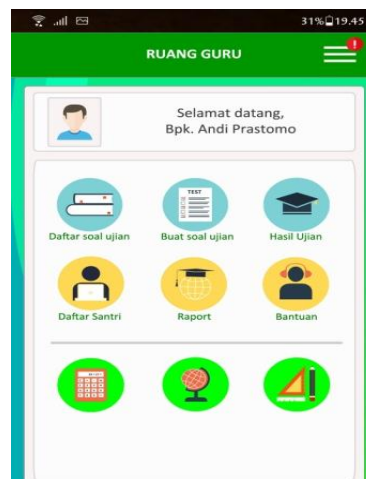 31% 19.45
RUANG GURU
Selamat datang,
Bpk. Andi Prastomo
TEST
Daftar soal ujian Buat soal ujian Hasil Ujian
Daftar Santri Raport Bantuan